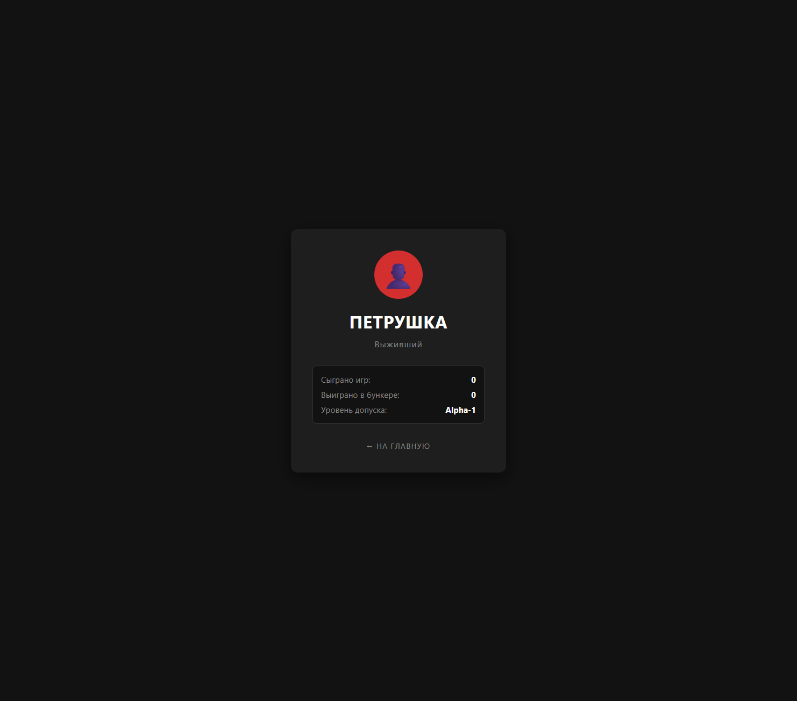 ПЕТРУШКА
Выживший
Сыграно игр: 0
Выиграно в бункере: 0
Уровень допуска: Alpha-1
← НА ГЛАВНУЮ